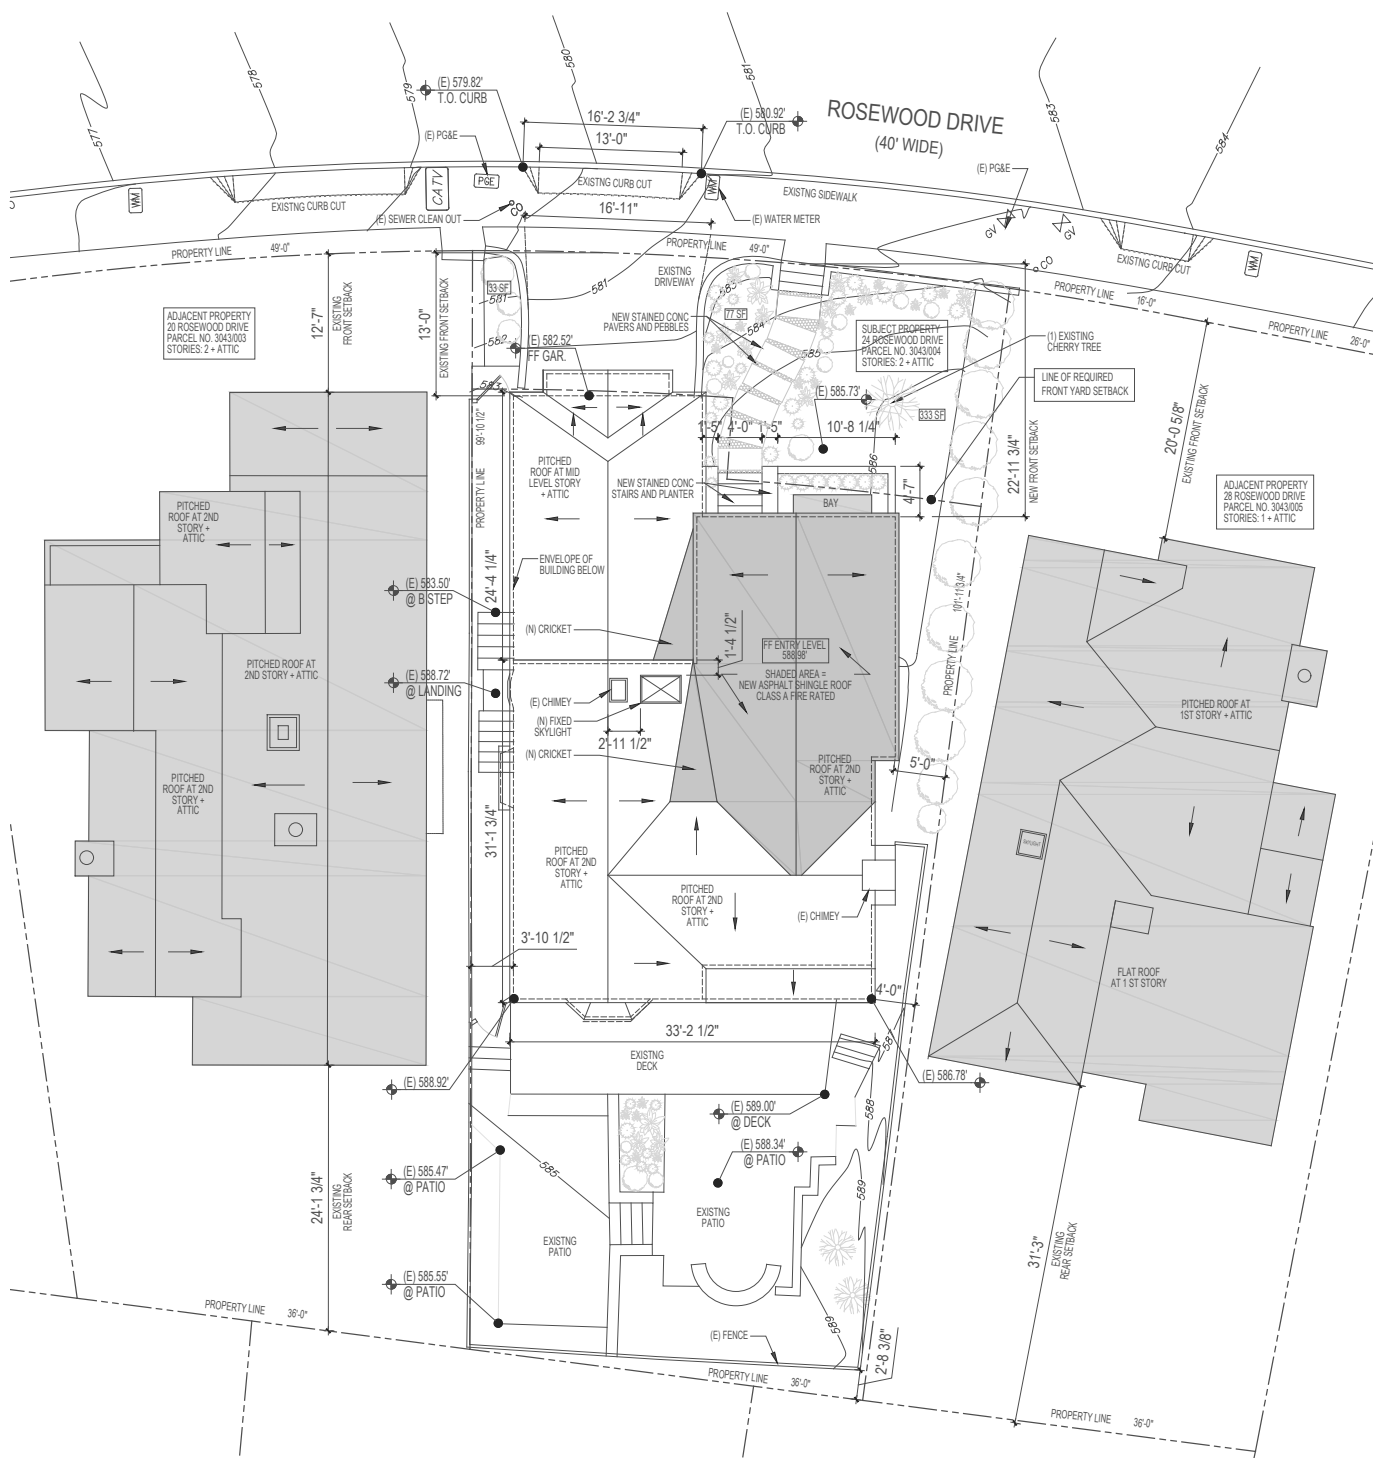 577
578
579
580
581
583
584
(E) 579.82'
T.O. CURB
16'-2 3/4"
13'-0"
(E) 580.92'
T.O. CURB
ROSEWOOD DRIVE
(40' WIDE)
(E) PG&E
(E) PG&E
WM
EXISTNG CURB CUT
CATV
PGE
EXISTNG CURB CUT
WM
EXISTNG SIDEWALK
(E) SEWER CLEAN OUT
CO
16'-11"
(E) WATER METER
GV
GV
CO
EXISTNG CURB CUT
WM
PROPERTY LINE
49'-0"
PROPERTY LINE
49'-0"
PROPERTY LINE
16'-0"
PROPERTY LINE
26'-0"
12'-7"
EXISTING
FRONT SETBACK
13'-0"
EXISTING FRONT SETBACK
33 SF
581
582
583
581
EXISTNG
DRIVEWAY
583
584
585
586
77 SF
NEW STAINED CONC
PAVERS AND PEBBLES
ADJACENT PROPERTY
20 ROSEWOOD DRIVE
PARCEL NO. 3043/003
STORIES: 2 + ATTIC
SUBJECT PROPERTY
24 ROSEWOOD DRIVE
PARCEL NO. 3043/004
STORIES: 2 + ATTIC
(1) EXISTING
CHERRY TREE
LINE OF REQUIRED
FRONT YARD SETBACK
(E) 582.52'
FF GAR.
(E) 585.73'
333 SF
1'-5"
4'-0"
1'-5"
10'-8 1/4"
22'-11 3/4"
NEW FRONT SETBACK
20'-0 5/8"
EXISTING FRONT SETBACK
99'-10 1/2"
PROPERTY LINE
PITCHED
ROOF AT MID
LEVEL STORY
+ ATTIC
NEW STAINED CONC
STAIRS AND PLANTER
4'-7"
BAY
ADJACENT PROPERTY
28 ROSEWOOD DRIVE
PARCEL NO. 3043/005
STORIES: 1 + ATTIC
PITCHED
ROOF AT 2ND
STORY +
ATTIC
24'-4 1/4"
ENVELOPE OF
BUILDING BELOW
(E) 583.50'
@ B STEP
(N) CRICKET
1'-4 1/2"
FF ENTRY LEVEL
588.98'
SHADED AREA =
NEW ASPHALT SHINGLE ROOF
CLASS A FIRE RATED
101'-11 3/4"
PROPERTY LINE
PITCHED ROOF AT
2ND STORY + ATTIC
(E) 588.72'
@ LANDING
(E) CHIMEY
(N) FIXED
SKYLIGHT
2'-11 1/2"
(N) CRICKET
PITCHED
ROOF AT 2ND
STORY +
ATTIC
5'-0"
PITCHED ROOF AT
1ST STORY + ATTIC
PITCHED
ROOF AT 2ND
STORY +
ATTIC
31'-1 3/4"
PITCHED
ROOF AT 2ND
STORY +
ATTIC
PITCHED
ROOF AT 2ND
STORY +
ATTIC
(E) CHIMEY
3'-10 1/2"
4'-0"
FLAT ROOF
AT 1 ST STORY
33'-2 1/2"
EXISTNG
DECK
587
588
589
589
(E) 588.92'
(E) 586.78'
(E) 589.00'
@ DECK
(E) 588.34'
@ PATIO
(E) 585.47'
@ PATIO
585
24'-1 3/4"
EXISTING
REAR SETBACK
EXISTNG
PATIO
EXISTNG
PATIO
31'-3"
EXISTING
REAR SETBACK
(E) 585.55'
@ PATIO
PROPERTY LINE
36'-0"
(E) FENCE
2'-8 3/8"
PROPERTY LINE
36'-0"
PROPERTY LINE
36'-0"